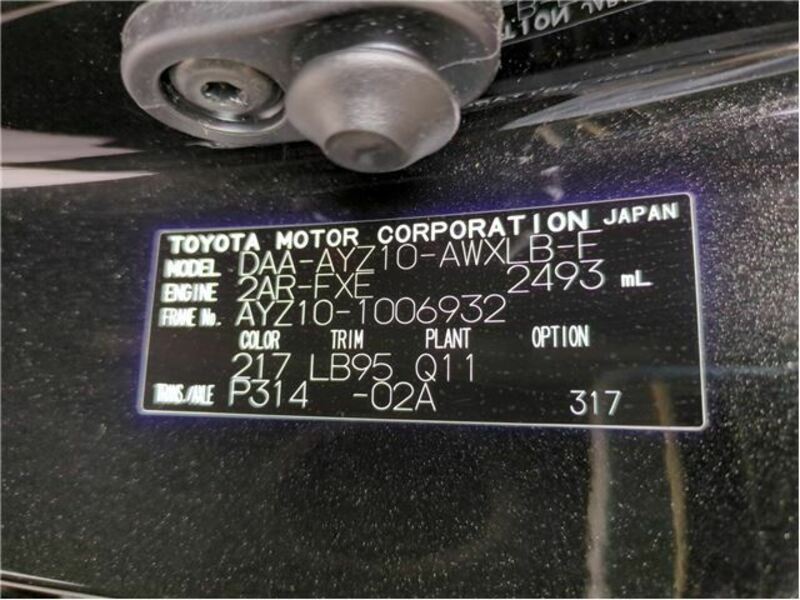 TOYOTA MOTOR CORPORATION JAPAN
MODEL DAA-AYZ10-AWXLB-F
ENGINE 2AR-FXE 2493 mL
FRAME No. AYZ10-1006932
COLOR TRIM PLANT OPTION
217 LB95 Q11
TRANS./AXLE P314 -02A 317